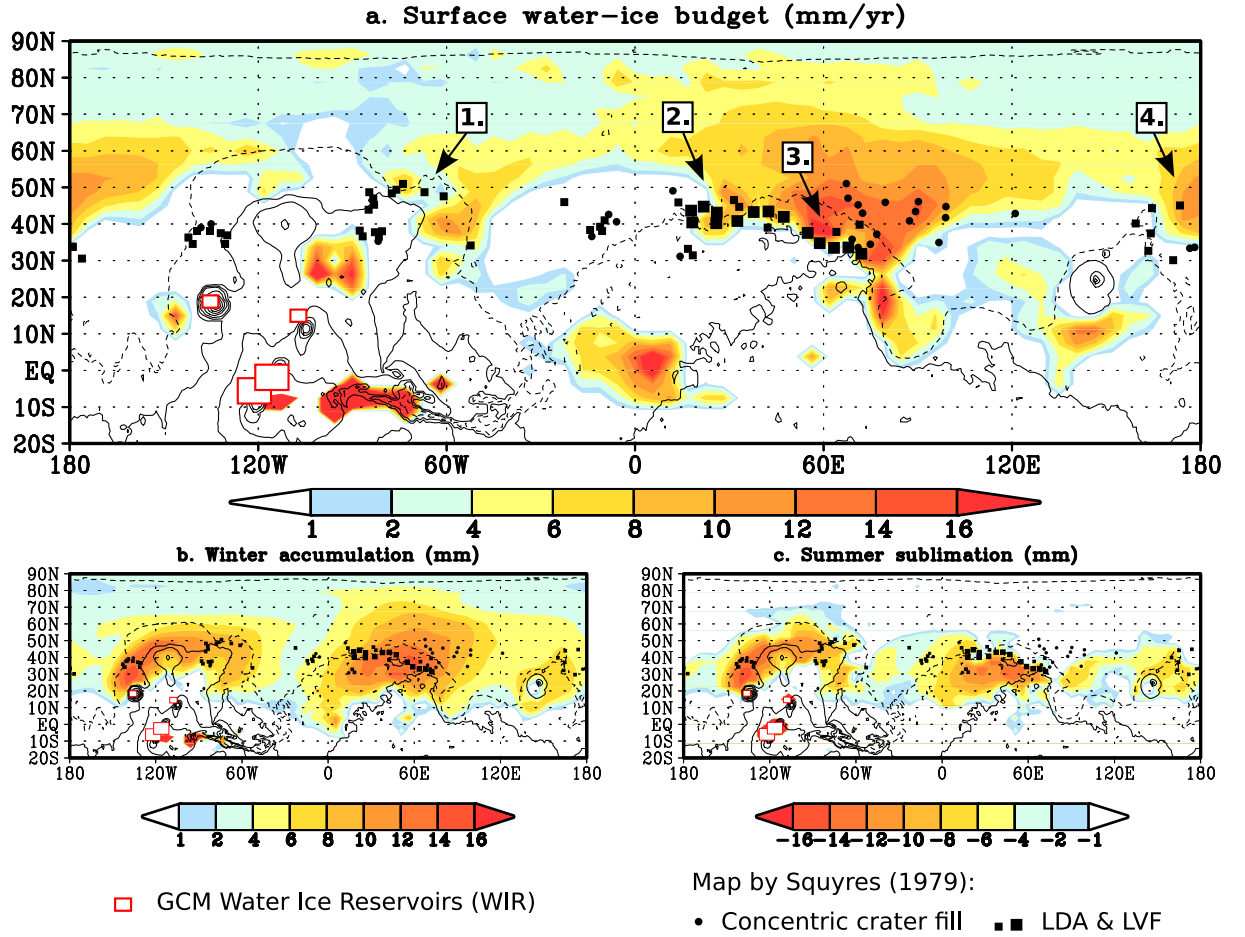 a. Surface water-ice budget (mm/yr)
90N
80N
70N
60N
50N
40N
30N
20N
10N
EQ
10S
20S
1.
2.
3.
4.
180 120W 60W 0 60E 120E 180
1 2 4 6 8 10 12 14 16
b. Winter accumulation (mm)
90N
80N
70N
60N
50N
40N
30N
20N
10N
EQ
10S
20S
180 120W 60W 0 60E 120E 180
1 2 4 6 8 10 12 14 16
c. Summer sublimation (mm)
90N
80N
70N
60N
50N
40N
30N
20N
10N
EQ
10S
20S
180 120W 60W 0 60E 120E 180
-16 -14 -12 -10 -8 -6 -4 -2 -1
GCM Water Ice Reservoirs (WIR)
Map by Squyres (1979):
Concentric crater fill LDA & LVF